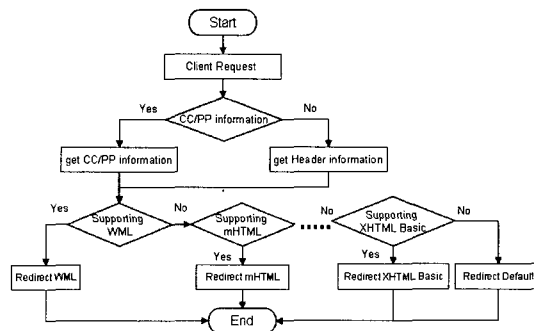 Start
Client Request
Yes
No
CC/PP information
get CC/PP information
get Header information
Yes
Supporting
WML
No
Supporting
mHTML
No
Supporting
XHTML Basic
No
Yes
Yes
Redirect WML
Redirect mHTML
Redirect XHTML Basic
Redirect Default
End